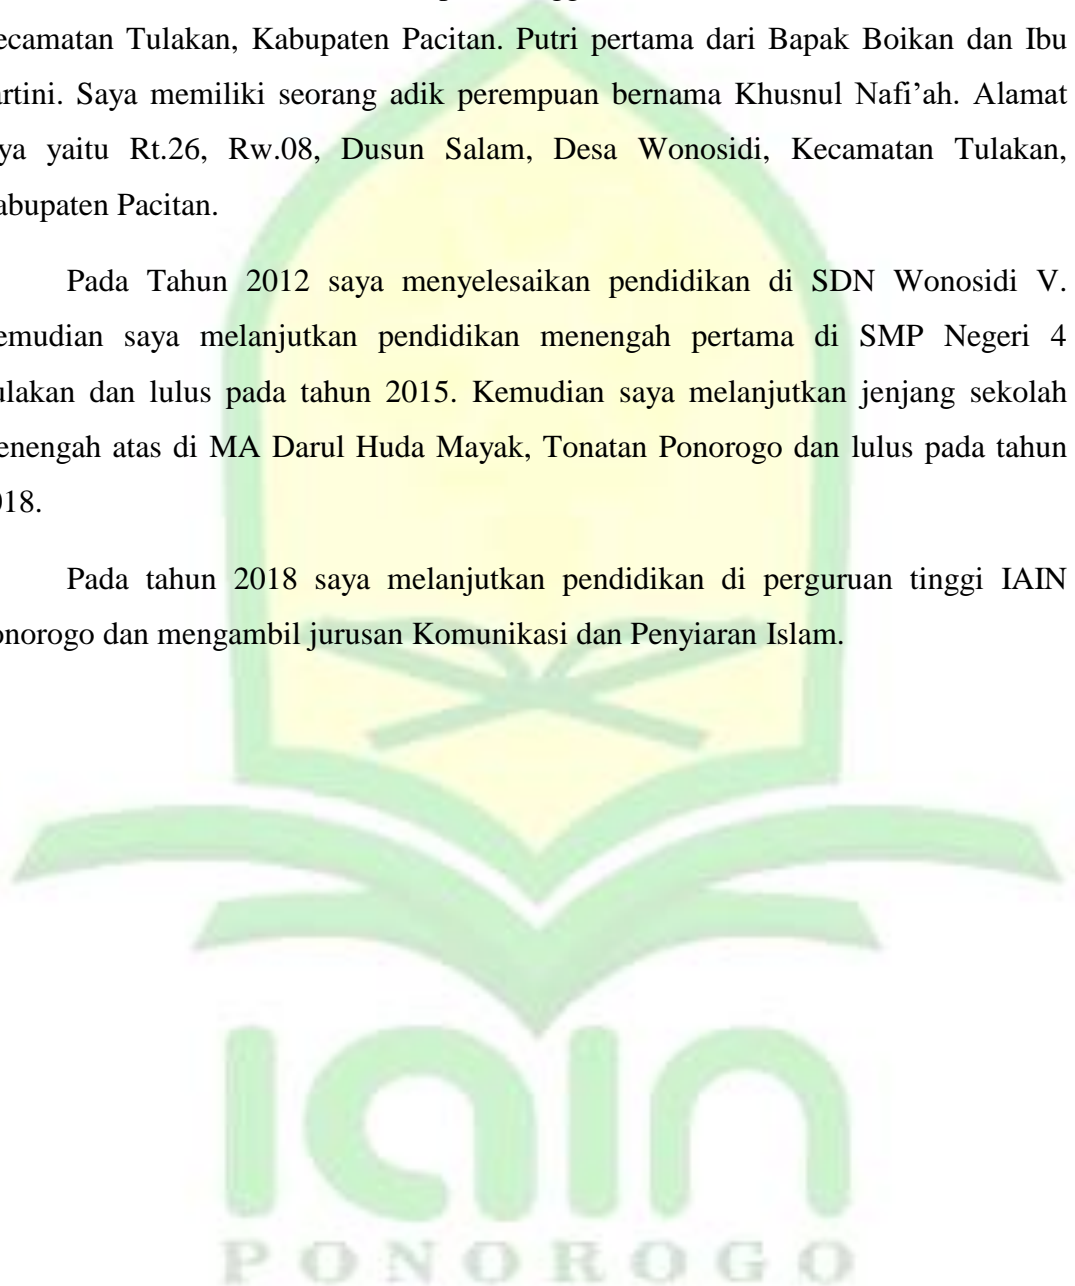 ecamatan Tulakan, Kabupaten Pacitan. Putri pertama dari Bapak Boikan dan Ibu
artini. Saya memiliki seorang adik perempuan bernama Khusnul Nafi’ah. Alamat
ya yaitu Rt.26, Rw.08, Dusun Salam, Desa Wonosidi, Kecamatan Tulakan,
abupaten Pacitan.
Pada Tahun 2012 saya menyelesaikan pendidikan di SDN Wonosidi V.
emudian saya melanjutkan pendidikan menengah pertama di SMP Negeri 4
ulakan dan lulus pada tahun 2015. Kemudian saya melanjutkan jenjang sekolah
enengah atas di MA Darul Huda Mayak, Tonatan Ponorogo dan lulus pada tahun
018.
Pada tahun 2018 saya melanjutkan pendidikan di perguruan tinggi IAIN
onorogo dan mengambil jurusan Komunikasi dan Penyiaran Islam.
iain
PONOROGO